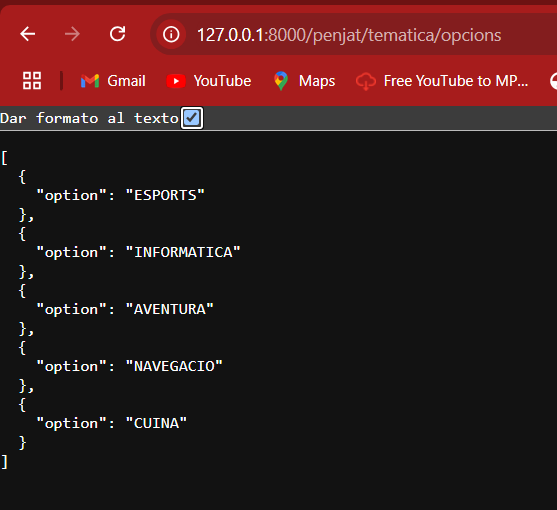 127.0.0.1:8000/penjat/tematica/opcions
Gmail YouTube Maps Free YouTube to MP...
Dar formato al texto
[
  {
    "option": "ESPORTS"
  },
  {
    "option": "INFORMATICA"
  },
  {
    "option": "AVENTURA"
  },
  {
    "option": "NAVEGACIO"
  },
  {
    "option": "CUINA"
  }
]